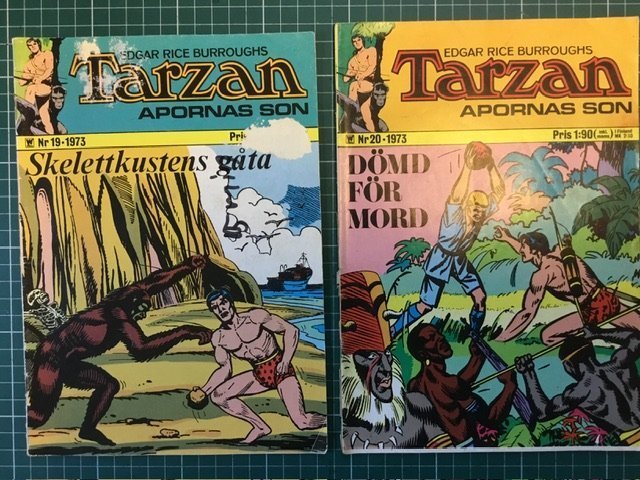 EDGAR RICE BURROUGHS
Tarzan
APORNAS SON
Nr 19-1973
Skelettkustens gåta
EDGAR RICE BURROUGHS
Tarzan
APORNAS SON
Nr 20-1973 Pris 1:90
DÖMD
FÖR
MORD